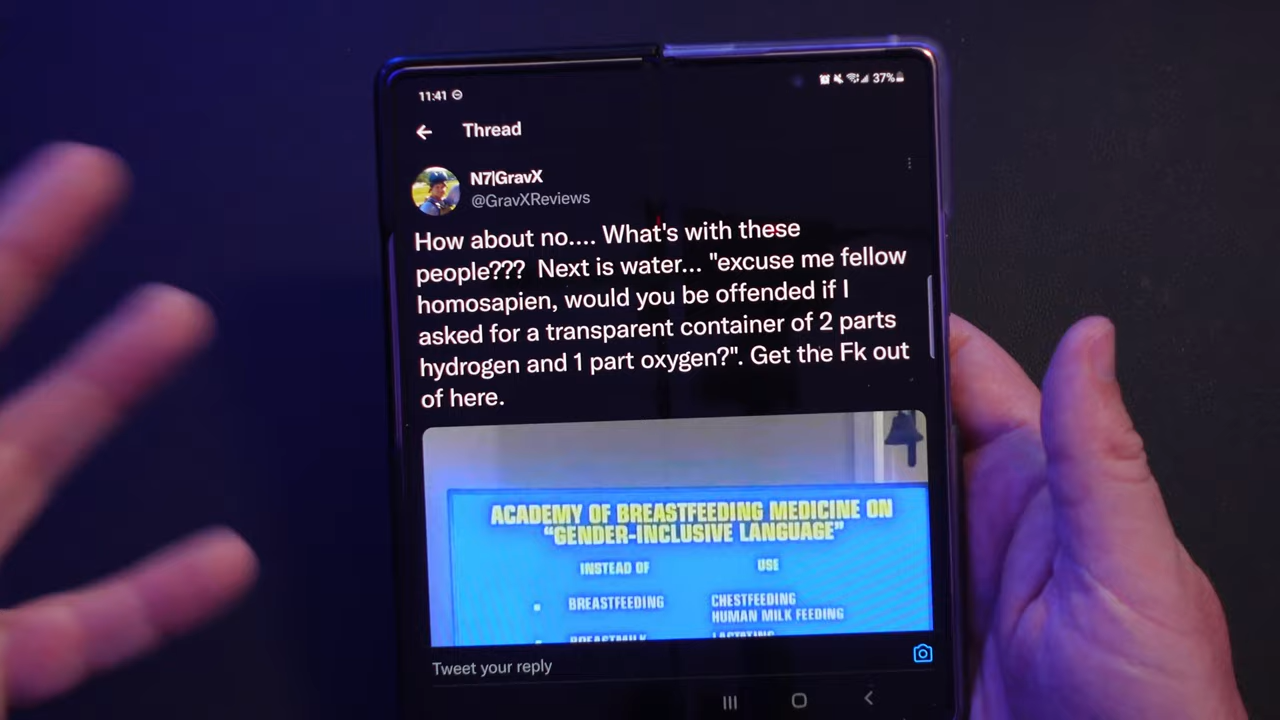 11:41
37%
Thread
N7|GravX
@GravXReviews
How about no.... What's with these
people??? Next is water... "excuse me fellow
homosapien, would you be offended if I
asked for a transparent container of 2 parts
hydrogen and 1 part oxygen?". Get the Fk out
of here.
ACADEMY OF BREASTFEEDING MEDICINE ON
"GENDER-INCLUSIVE LANGUAGE"
INSTEAD OF USE
BREASTFEEDING CHESTFEEDING
HUMAN MILK FEEDING
BREASTMILK LACTATING
Tweet your reply